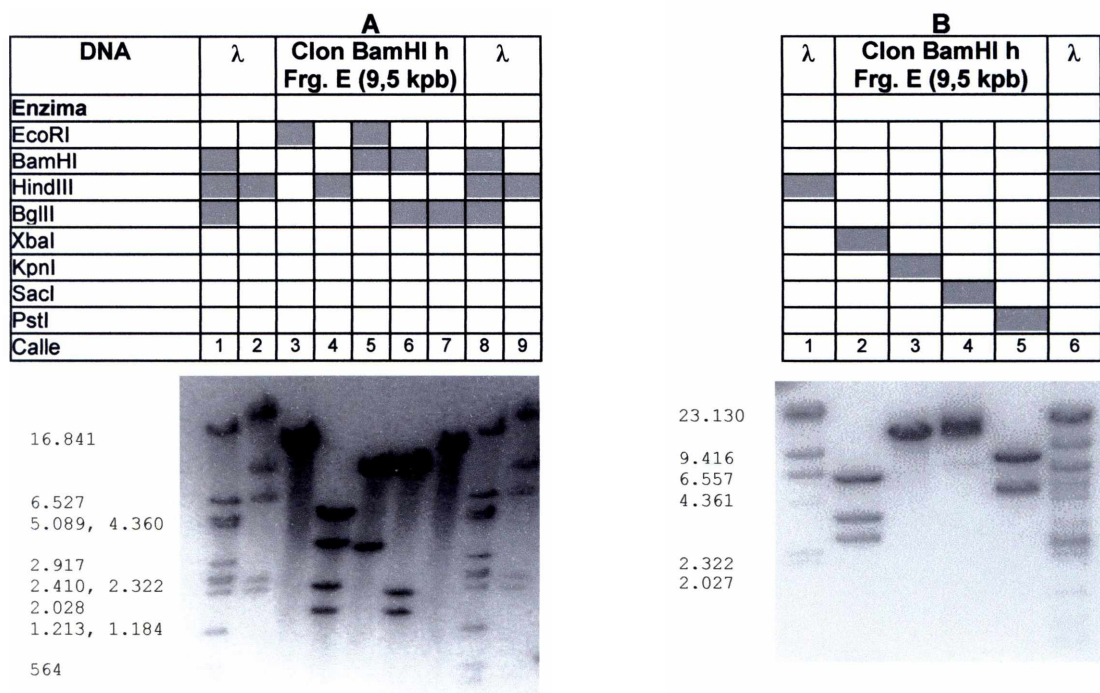 A
DNA λ Clon BamHI h λ
Frg. E (9,5 kpb)
Enzima
EcoRI
BamHI
HindIII
BglII
XbaI
KpnI
SacI
PstI
Calle 1 2 3 4 5 6 7 8 9
16.841
6.527
5.089, 4.360
2.917
2.410, 2.322
2.028
1.213, 1.184
564
B
λ Clon BamHI h λ
Frg. E (9,5 kpb)
1 2 3 4 5 6
23.130
9.416
6.557
4.361
2.322
2.027